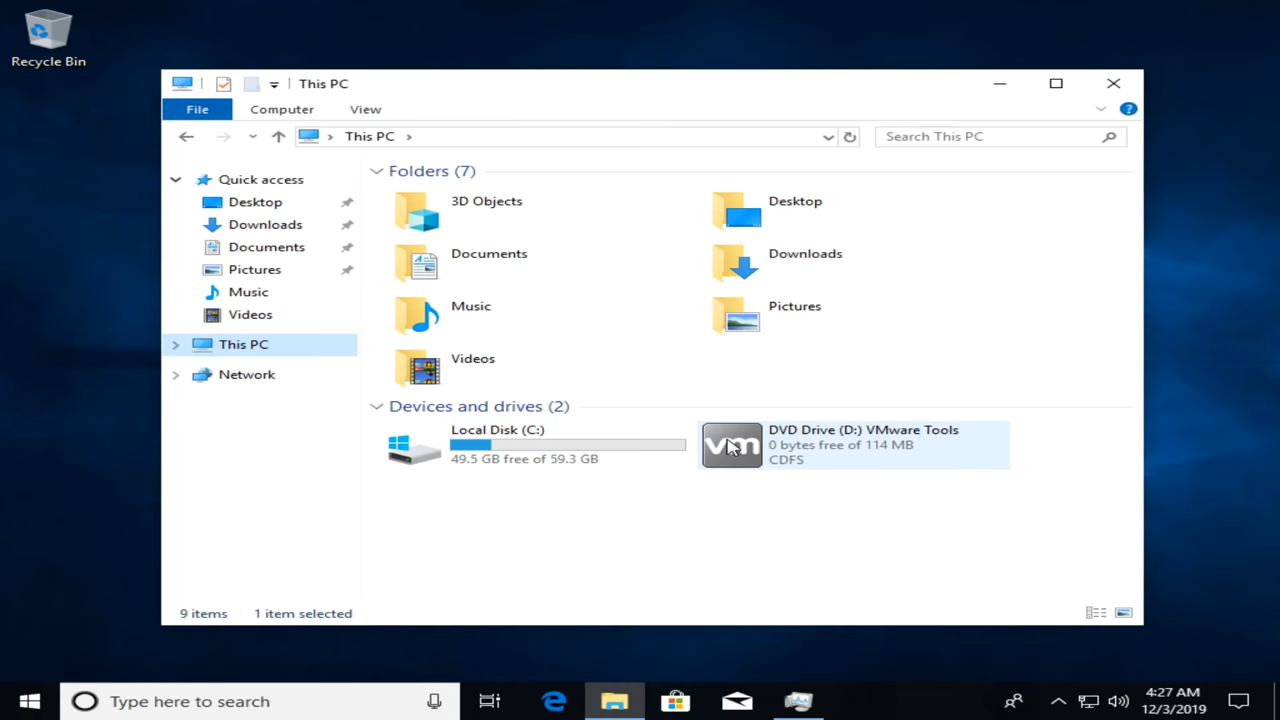 Recycle Bin
This PC
File
Computer
View
?
This PC
Search This PC
Quick access
Desktop
Downloads
Documents
Pictures
Music
Videos
This PC
Network
Folders (7)
3D Objects
Desktop
Documents
Downloads
Music
Pictures
Videos
Devices and drives (2)
Local Disk (C:)
49.5 GB free of 59.3 GB
vm
DVD Drive (D:) VMware Tools
0 bytes free of 114 MB
CDFS
9 items
1 item selected
Type here to search
4:27 AM
12/3/2019